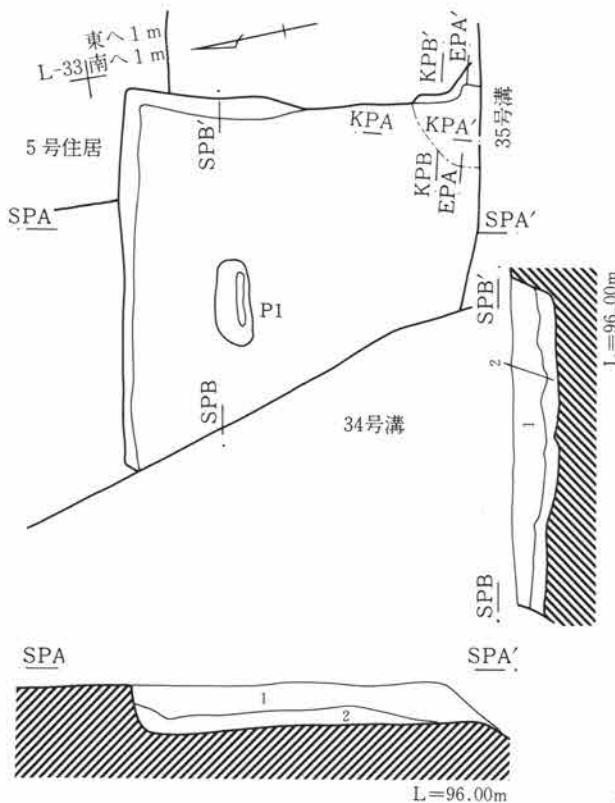 東へ1m
L-33 南へ1m
5号住居
SPA
SPB′
KPA
KPB′
EPA′
KPA′
35号溝
KPB
EPA
SPA′
P1
SPB
34号溝
SPB′
L=96.00m
2
1
SPB
SPA
SPA′
1
2
L=96.00m